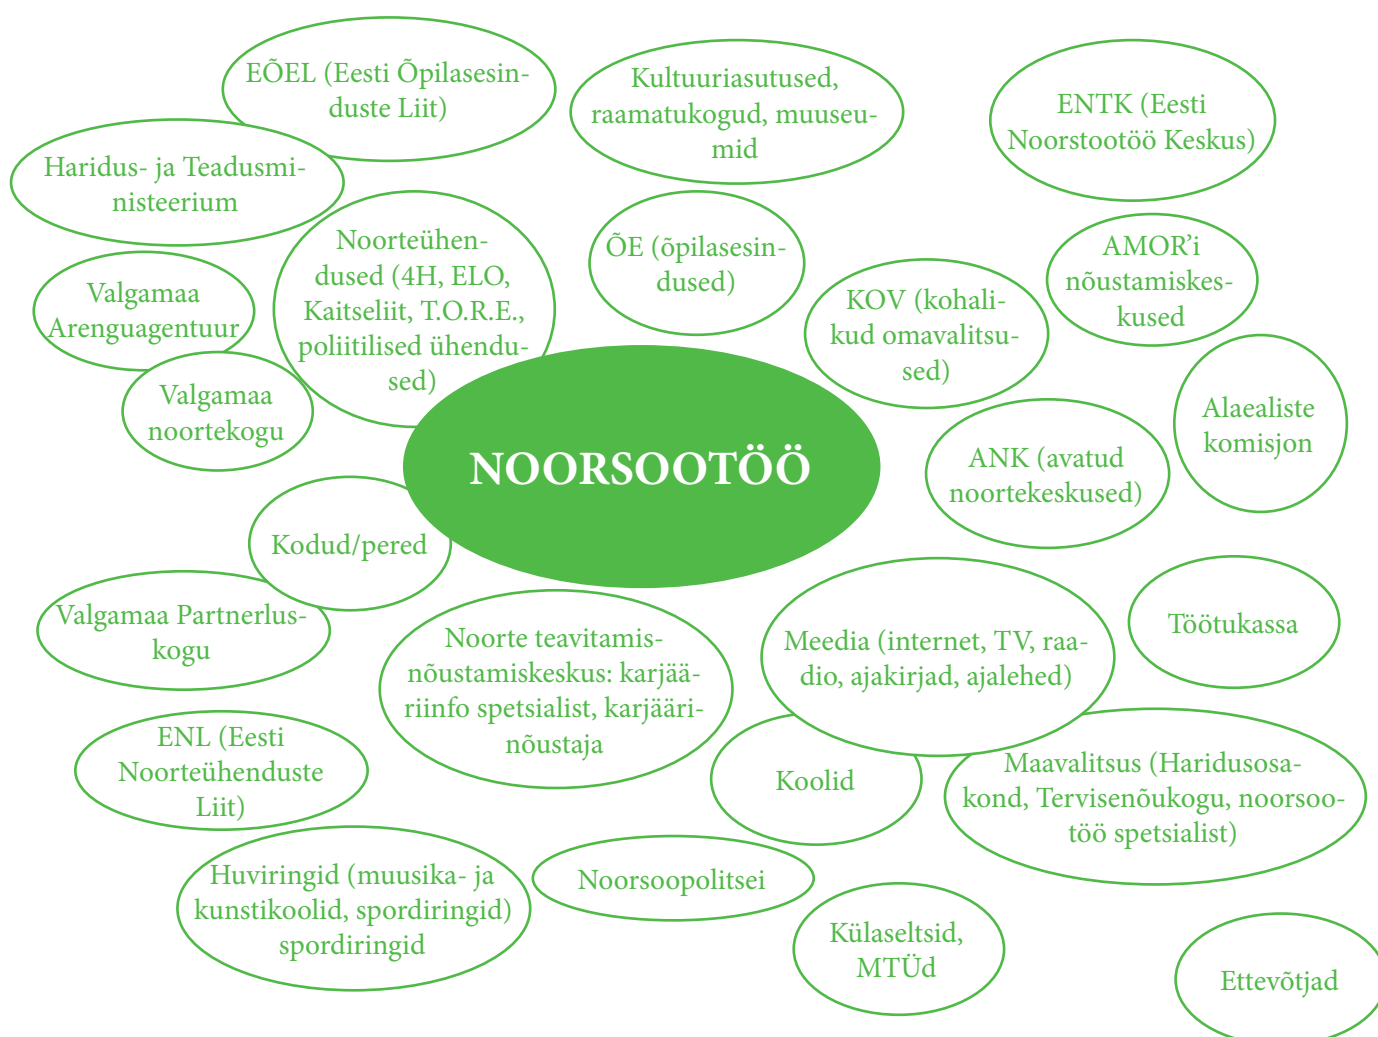 EÕEL (Eesti Õpilasesin-
duste Liit)
Kultuuriasutused,
raamatukogud, muuseu-
mid
ENTK (Eesti
Noorstootöö Keskus)
Haridus- ja Teadusmi-
nisteerium
Noorteühen-
dused (4H, ELO,
Kaitseliit, T.O.R.E.,
poliitilised ühendu-
sed)
ÕE (õpilasesin-
dused)
AMOR'i
nõustamiskes-
kused
Valgamaa
Arenguagentuur
KOV (kohali-
kud omavalitsu-
sed)
Valgamaa
noortekogu
Alaealiste
komisjon
NOORSOOTÖÖ
ANK (avatud
noortekeskused)
Kodud/pered
Valgamaa Partnerlus-
kogu
Noorte teavitamis-
nõustamiskeskus: karjää-
riinfo spetsialist, karjääri-
nõustaja
Meedia (internet, TV, raa-
dio, ajakirjad, ajalehed)
Töötukassa
ENL (Eesti
Noorteühenduste
Liit)
Koolid
Maavalitsus (Haridusosa-
kond, Tervisenõukogu, noorsoo-
töö spetsialist)
Huviringid (muusika- ja
kunstikoolid, spordiringid)
spordiringid
Noorsoopolitsei
Külaseltsid,
MTÜd
Ettevõtjad